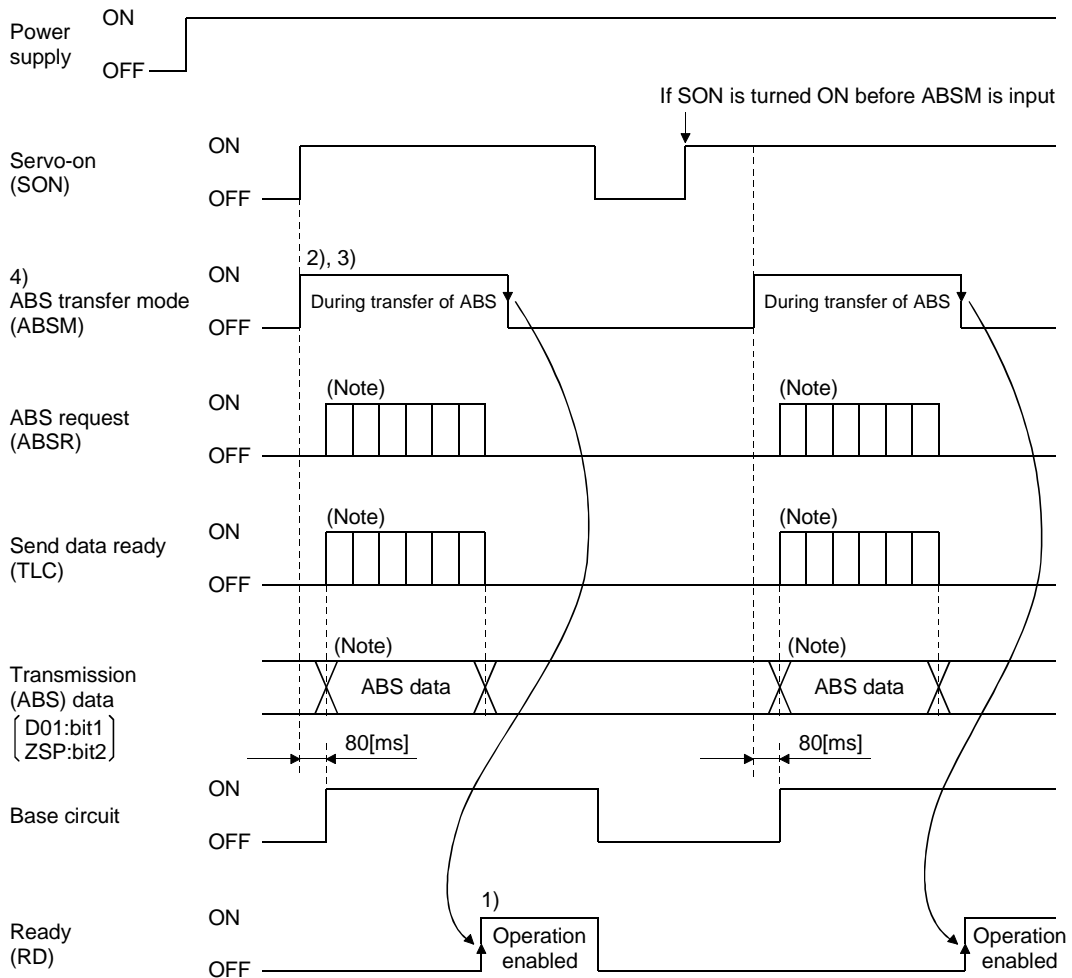 Power
supply
ON
OFF
If SON is turned ON before ABSM is input
Servo-on
(SON)
ON
OFF
4)
ABS transfer mode
(ABSM)
ON
OFF
2), 3)
During transfer of ABS
During transfer of ABS
ABS request
(ABSR)
ON
OFF
(Note)
(Note)
Send data ready
(TLC)
ON
OFF
(Note)
(Note)
Transmission
(ABS) data
D01:bit1
ZSP:bit2
(Note)
ABS data
(Note)
ABS data
80[ms]
80[ms]
Base circuit
ON
OFF
Ready
(RD)
ON
OFF
1)
Operation
enabled
Operation
enabled